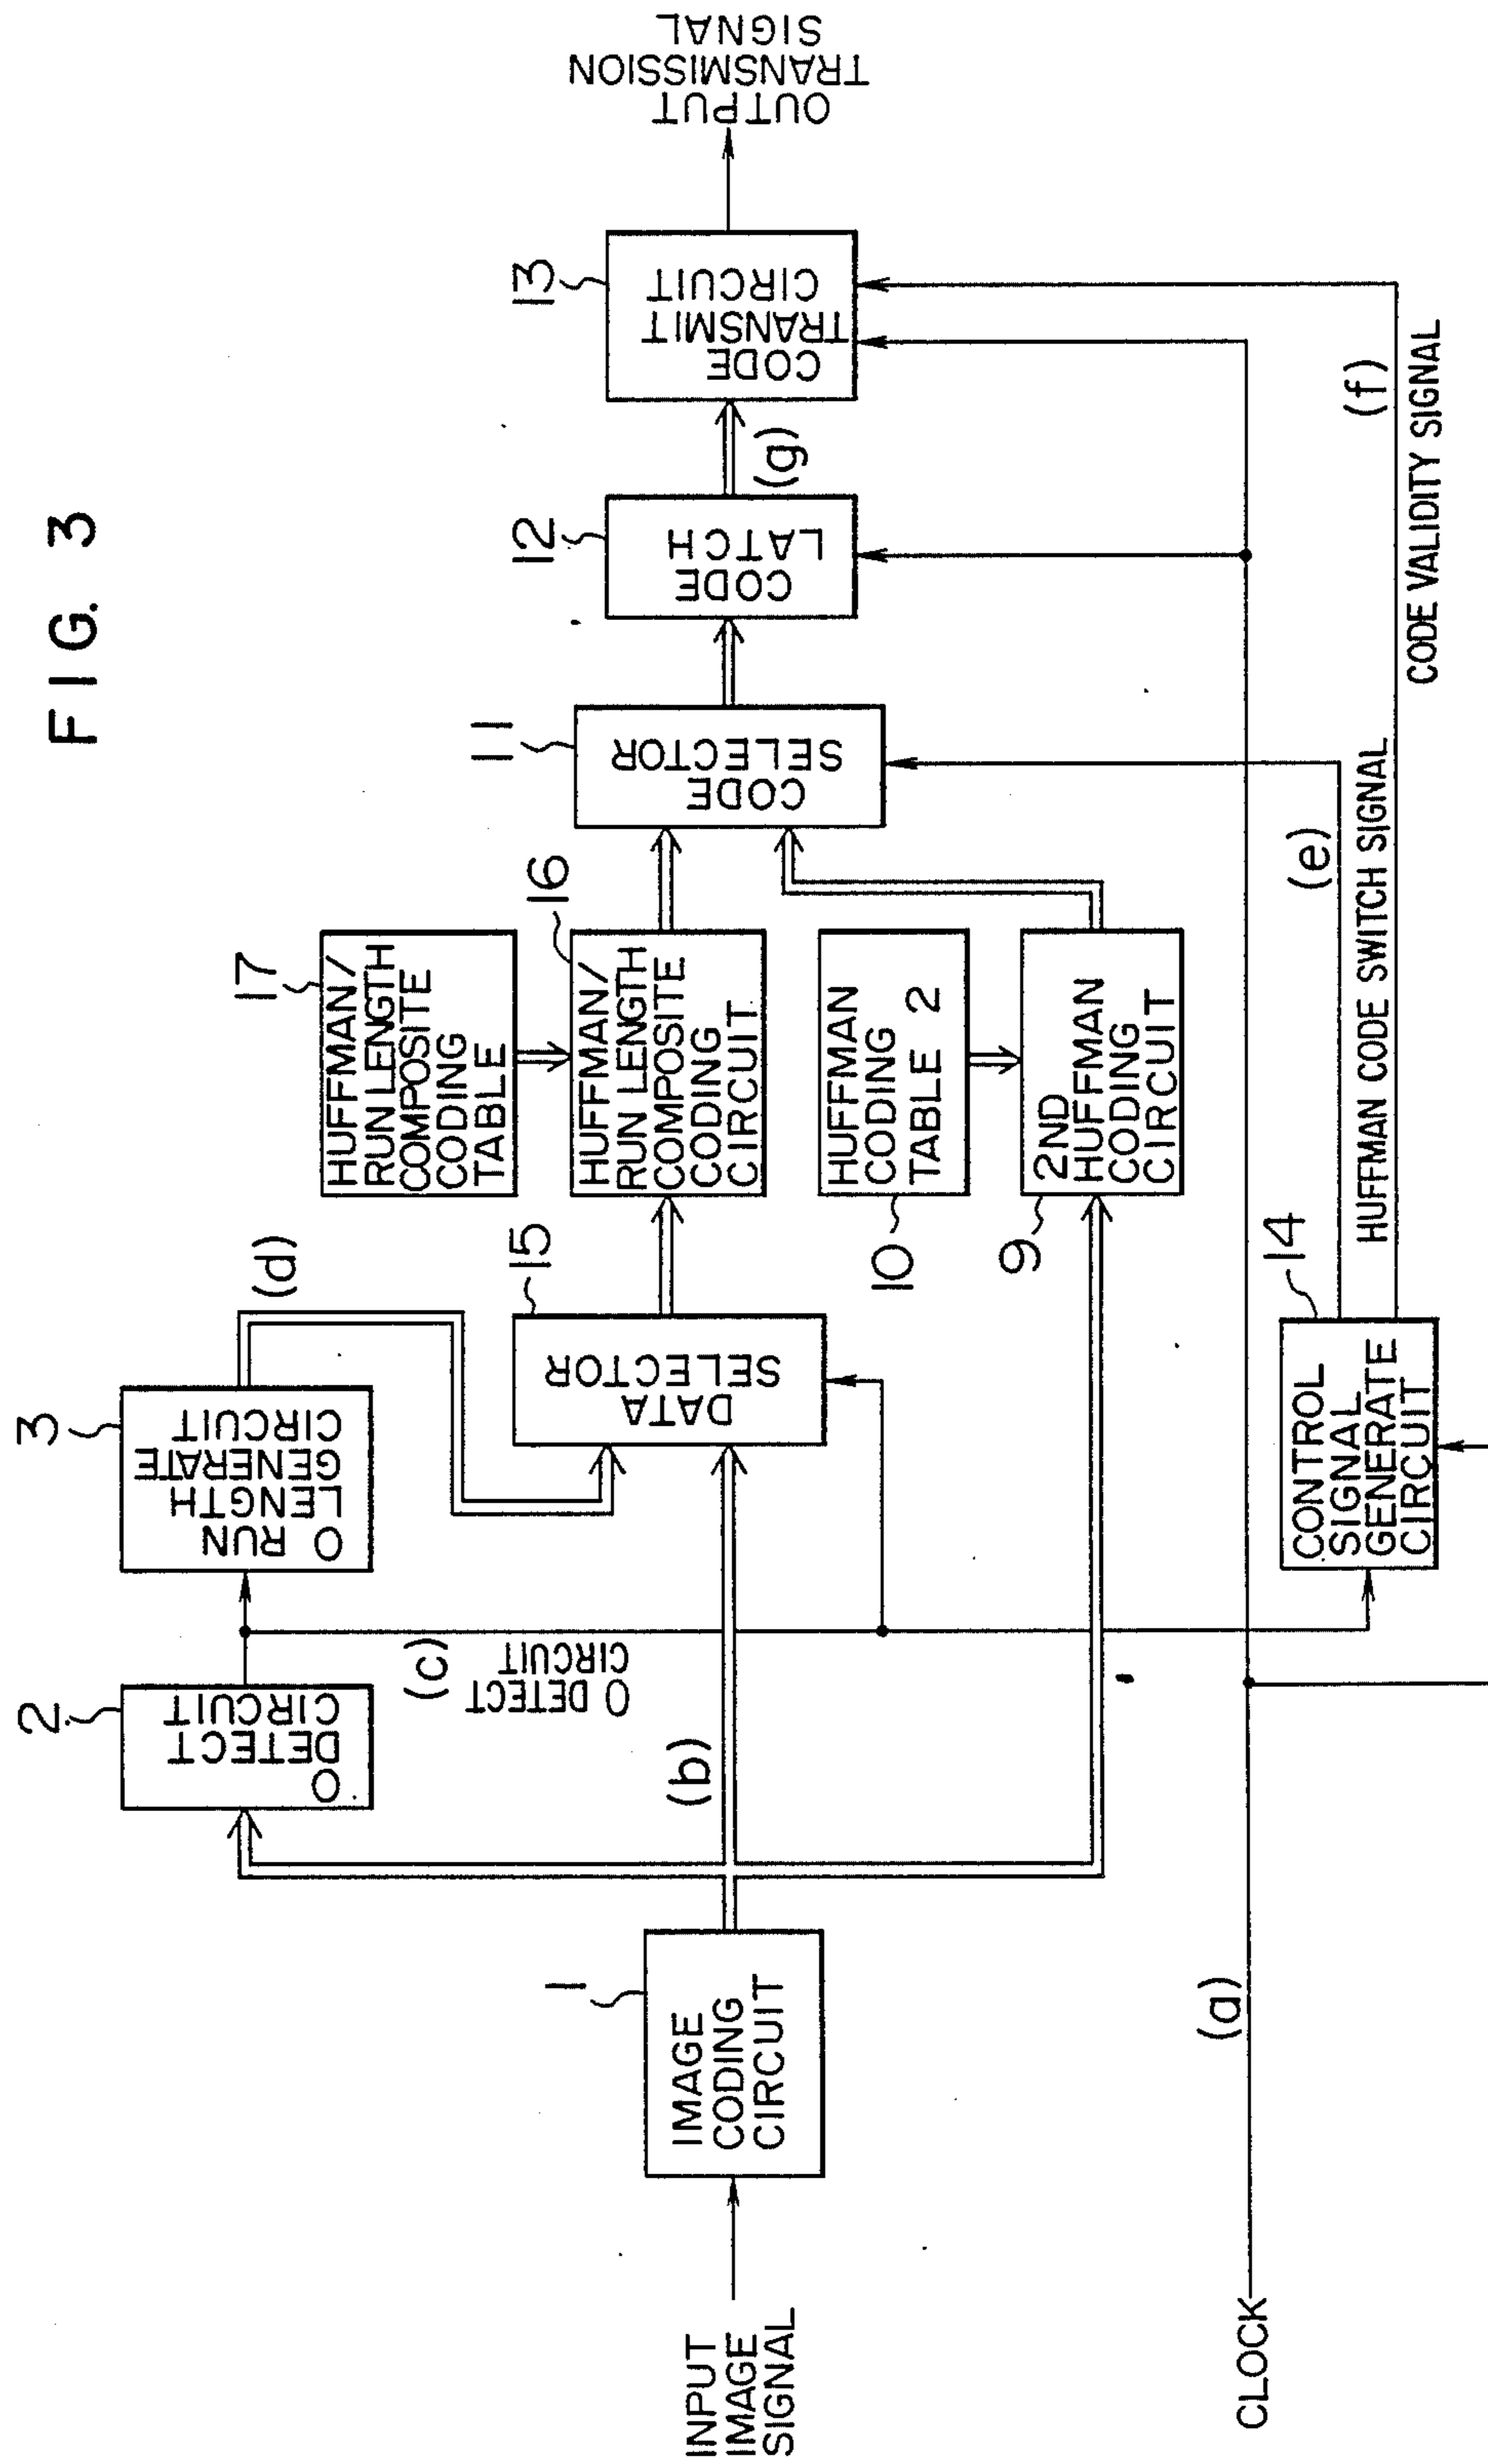 FIG. 3
INPUT
IMAGE
SIGNAL
1
IMAGE
CODING
CIRCUIT
(b)
2
0
DETECT
CIRCUIT
(c)
0 DETECT
CIRCUIT
3
0 RUN
LENGTH
GENERATE
CIRCUIT
(d)
15
DATA
SELECTOR
17
HUFFMAN/
RUN LENGTH
COMPOSITE
CODING
TABLE
16
HUFFMAN/
RUN LENGTH
COMPOSITE
CODING
CIRCUIT
10
HUFFMAN
CODING
TABLE 2
9
2ND
HUFFMAN
CODING
CIRCUIT
11
CODE
SELECTOR
12
CODE
LATCH
(g)
13
CODE
TRANSMIT
CIRCUIT
OUTPUT
TRANSMISSION
SIGNAL
CLOCK
(a)
14
CONTROL
SIGNAL
GENERATE
CIRCUIT
(e)
HUFFMAN CODE SWITCH SIGNAL
(f)
CODE VALIDITY SIGNAL